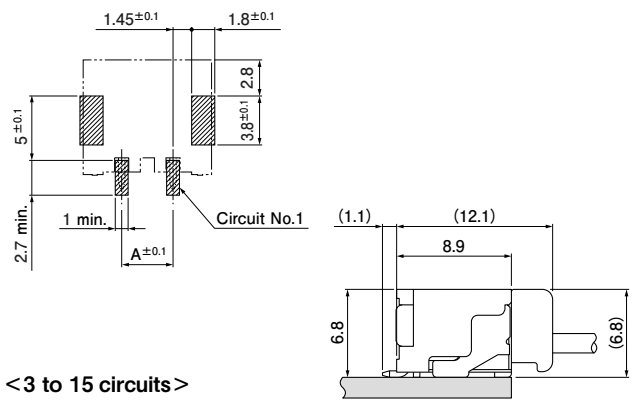 1.45±0.1
1.8±0.1
2.8
5±0.1
3.8±0.1
2.7 min.
1 min.
A±0.1
Circuit No.1
(1.1)
(12.1)
8.9
6.8
(6.8)
<3 to 15 circuits>